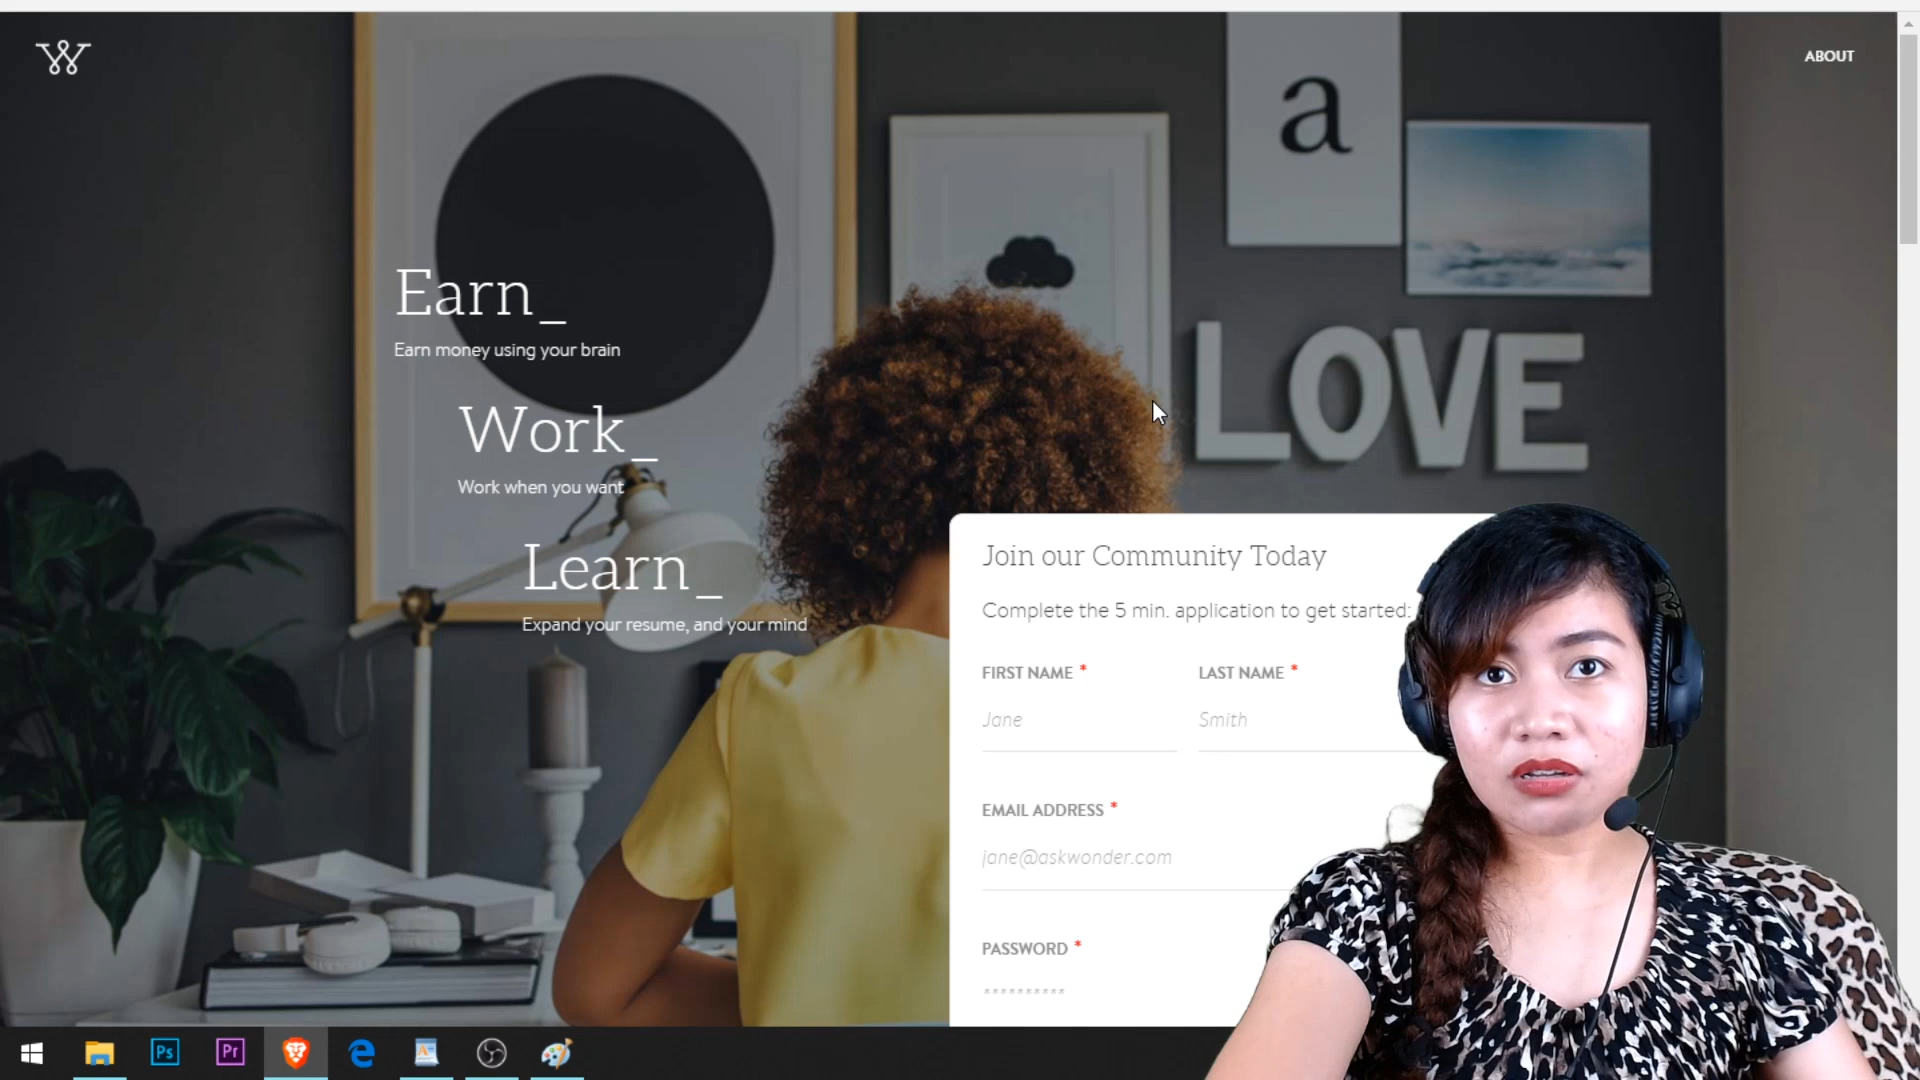 W
ABOUT
a
LOVE
Earn_
Earn money using your brain
Work_
Work when you want
Learn_
Expand your resume, and your mind
Join our Community Today
Complete the 5 min. application to get started:
FIRST NAME *
LAST NAME *
Jane
Smith
EMAIL ADDRESS *
jane@askwonder.com
PASSWORD *
**********
Ps
Pr